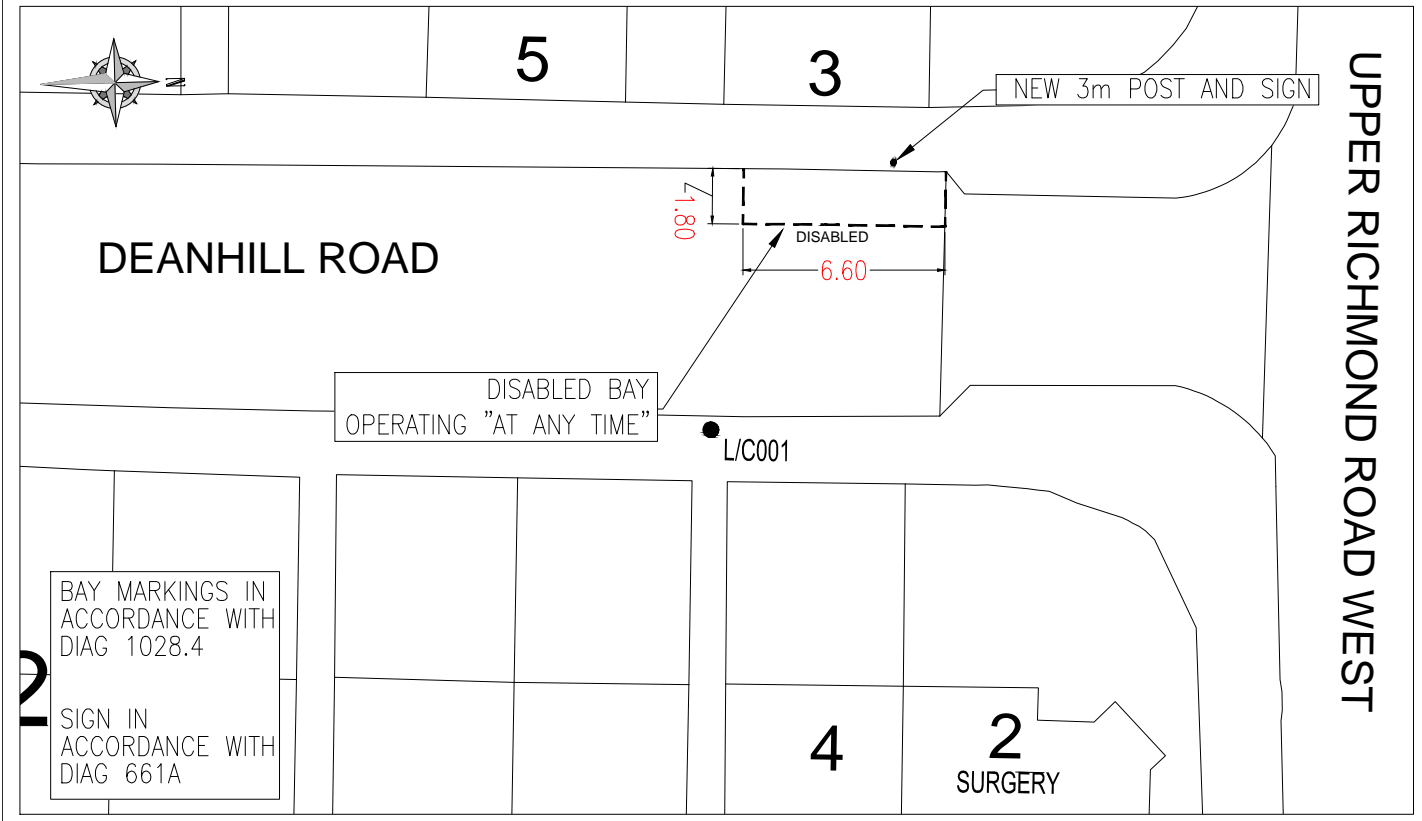 5
3
N
NEW 3m POST AND SIGN
UPPER RICHMOND ROAD WEST
1.80
DISABLED
DEANHILL ROAD
6.60
DISABLED BAY
OPERATING "AT ANY TIME"
L/C001
BAY MARKINGS IN
ACCORDANCE WITH
DIAG 1028.4
2
SIGN IN
ACCORDANCE WITH
DIAG 661A
4
2
SURGERY